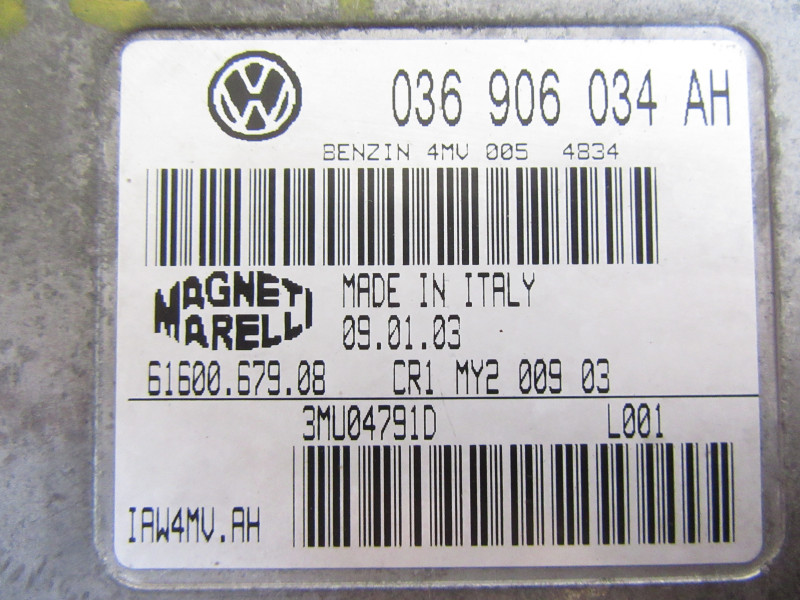 036 906 034 AH
BENZIN 4MV 005 4834
MAGNETI MARELLI
MADE IN ITALY
09.01.03
61600.679.08 CR1 MY2 009 03
3MU04791D L001
IAW4MV.AH